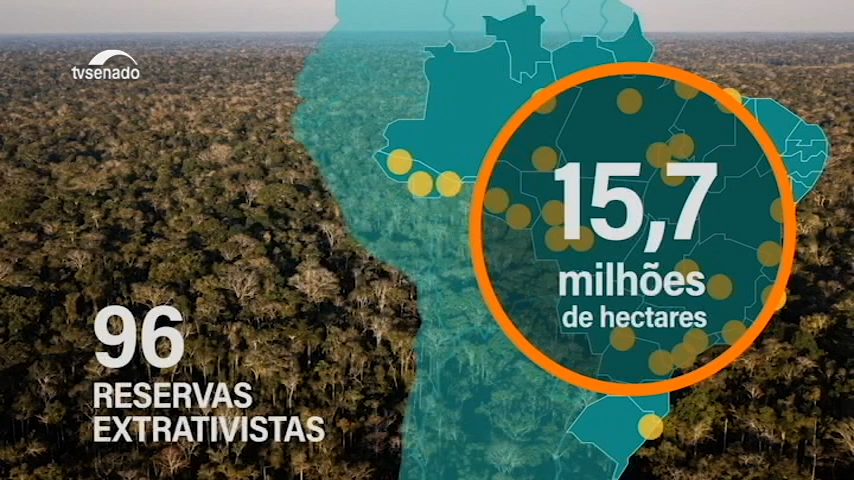 tvsenado
15,7
milhões
de hectares
96
RESERVAS
EXTRATIVISTAS